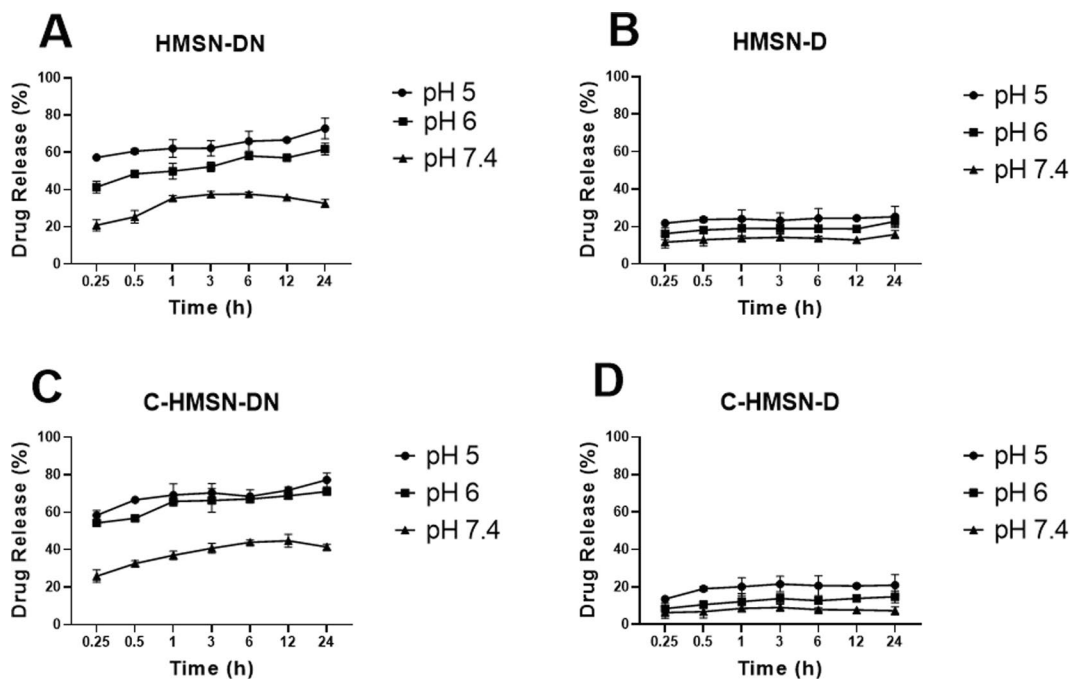 A
HMSN-DN
Drug Release (%)
100
80
60
40
20
0
0.25 0.5 1 3 6 12 24
Time (h)
pH 5
pH 6
pH 7.4
B
HMSN-D
Drug Release (%)
100
80
60
40
20
0
0.25 0.5 1 3 6 12 24
Time (h)
pH 5
pH 6
pH 7.4
C
C-HMSN-DN
Drug Release (%)
100
80
60
40
20
0
0.25 0.5 1 3 6 12 24
Time (h)
pH 5
pH 6
pH 7.4
D
C-HMSN-D
Drug Release (%)
100
80
60
40
20
0
0.25 0.5 1 3 6 12 24
Time (h)
pH 5
pH 6
pH 7.4